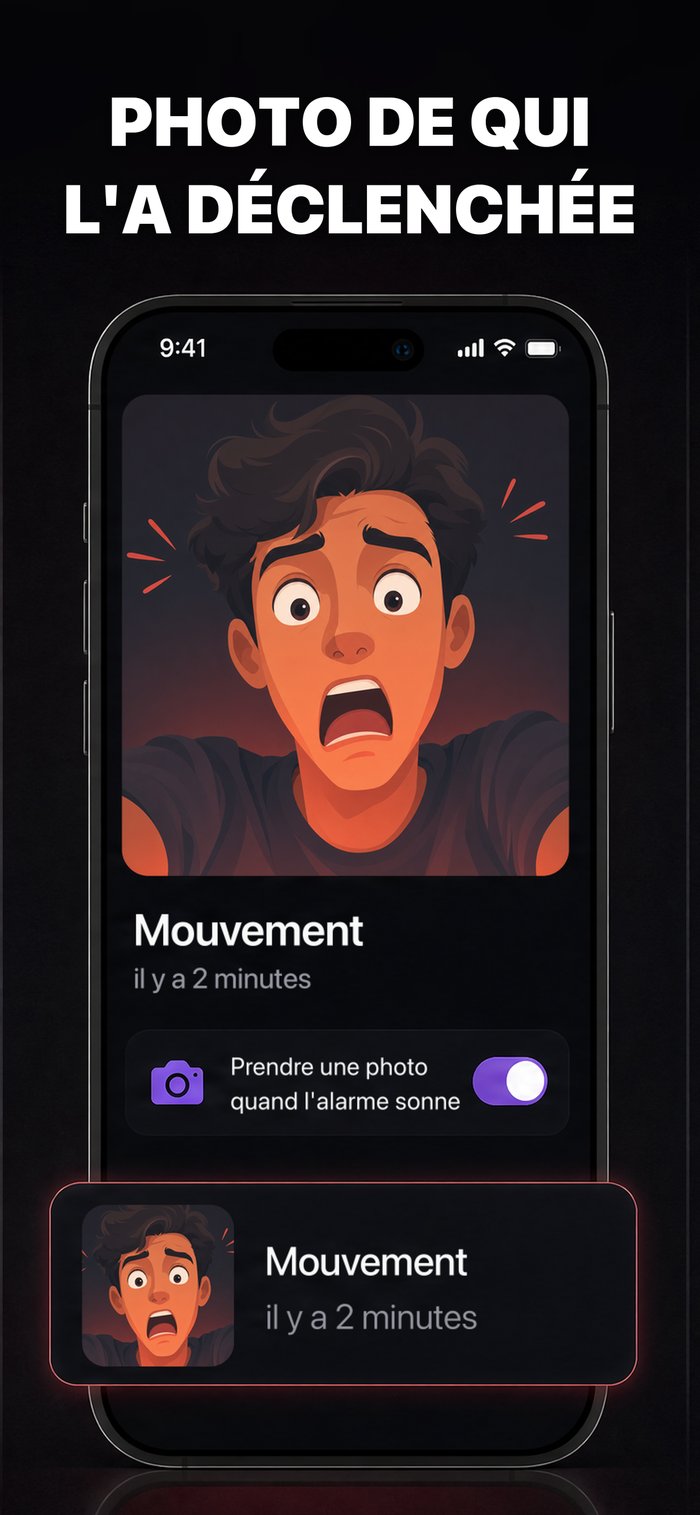 PHOTO DE QUI
L'A DÉCLENCHÉE
9:41
Mouvement
il y a 2 minutes
Prendre une photo
quand l'alarme sonne
Mouvement
il y a 2 minutes